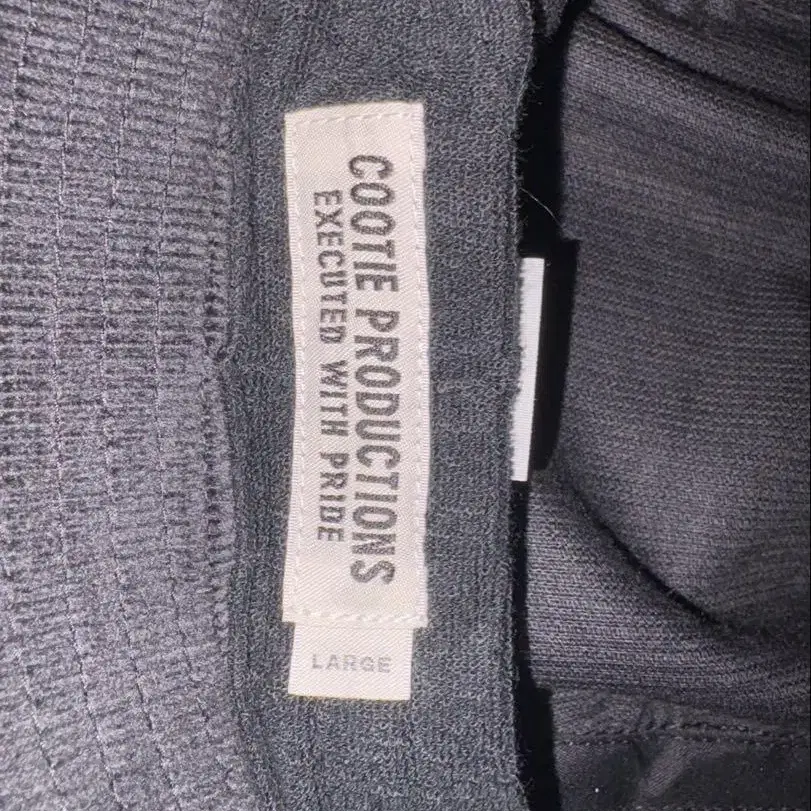 COOTIE PRODUCTIONS
EXECUTED WITH PRIDE
LARGE